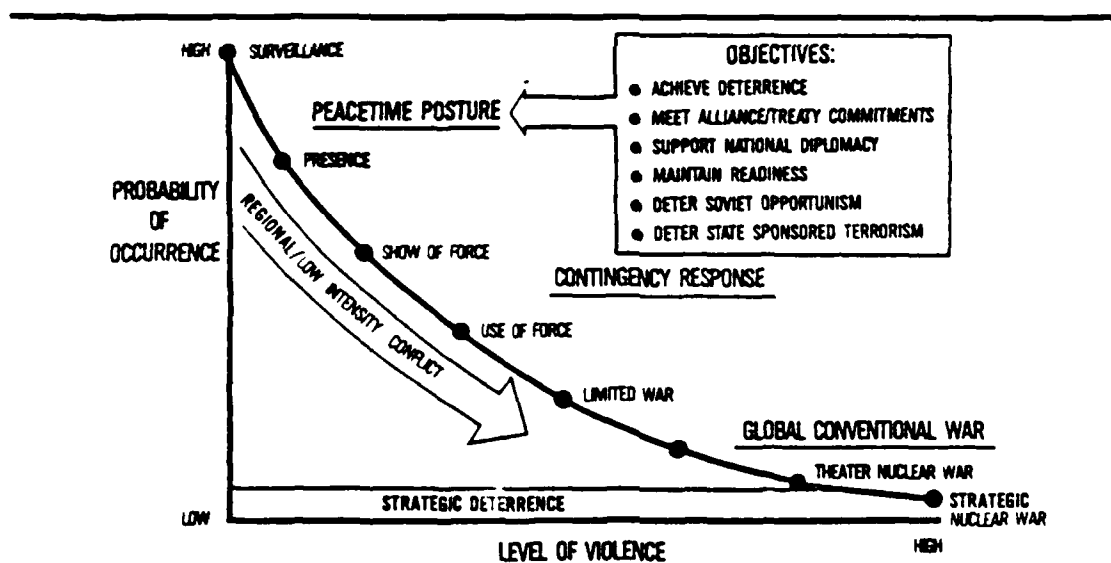 HIGH
SURVEILLANCE
OBJECTIVES:
● ACHIEVE DETERRENCE
● MEET ALLIANCE/TREATY COMMITMENTS
● SUPPORT NATIONAL DIPLOMACY
● MAINTAIN READINESS
● DETER SOVIET OPPORTUNISM
● DETER STATE SPONSORED TERRORISM
PEACETIME POSTURE
PRESENCE
PROBABILITY
OF
OCCURRENCE
REGIONAL/LOW INTENSITY CONFLICT
SHOW OF FORCE
CONTINGENCY RESPONSE
USE OF FORCE
LIMITED WAR
GLOBAL CONVENTIONAL WAR
THEATER NUCLEAR WAR
STRATEGIC DETERRENCE
STRATEGIC
NUCLEAR WAR
LOW
LEVEL OF VIOLENCE
HIGH